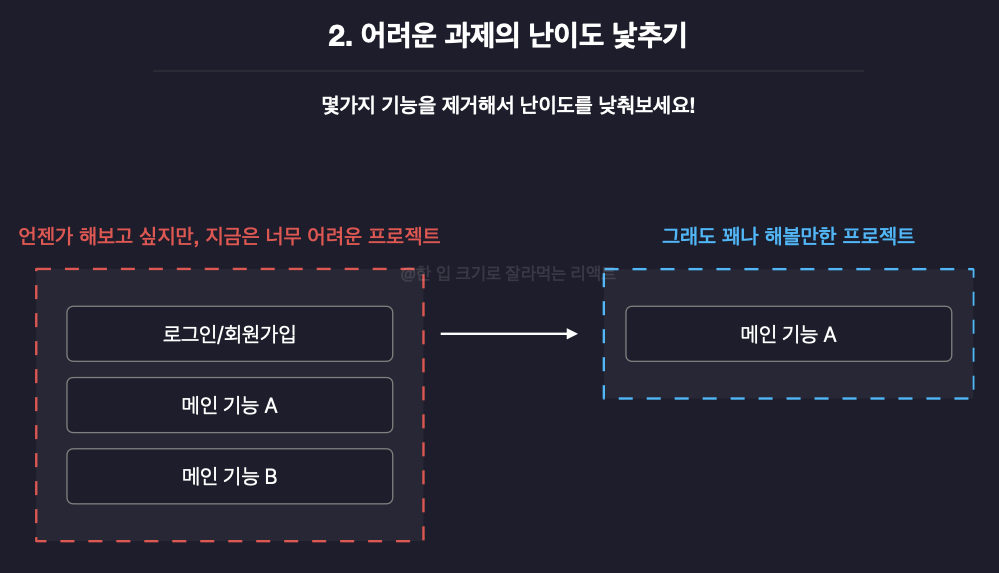 2. 어려운 과제의 난이도 낮추기
몇가지 기능을 제거해서 난이도를 낮춰보세요!
언젠가 해보고 싶지만, 지금은 너무 어려운 프로젝트
그래도 꽤나 해볼만한 프로젝트
@한 입 크기로 잘라먹는 리액트
로그인/회원가입
메인 기능 A
메인 기능 A
메인 기능 B